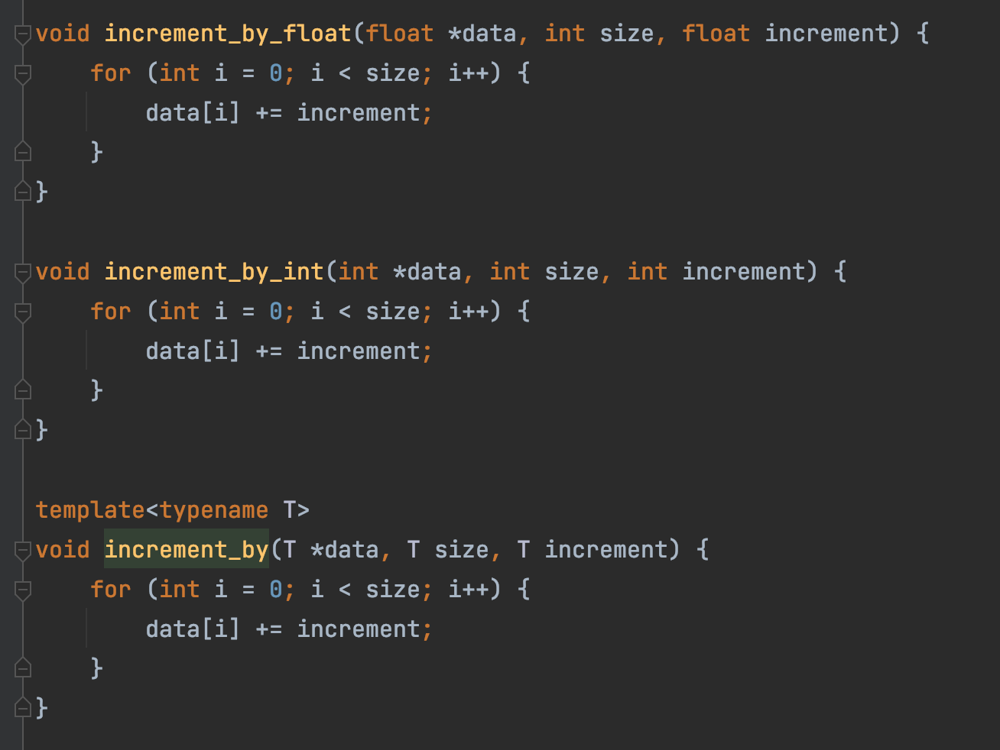 void increment_by_float(float *data, int size, float increment) {
    for (int i = 0; i < size; i++) {
        data[i] += increment;
    }
}

void increment_by_int(int *data, int size, int increment) {
    for (int i = 0; i < size; i++) {
        data[i] += increment;
    }
}

template<typename T>
void increment_by(T *data, T size, T increment) {
    for (int i = 0; i < size; i++) {
        data[i] += increment;
    }
}